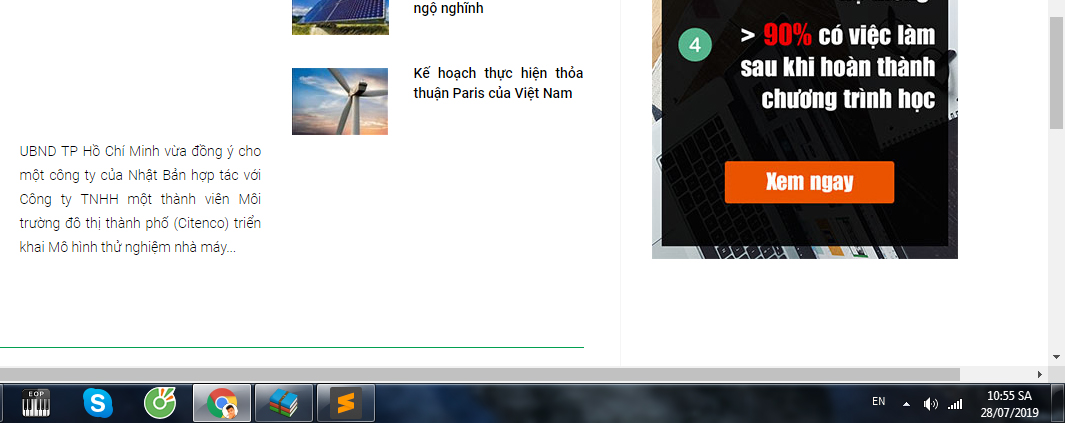 ngộ nghĩnh
Kế hoạch thực hiện thỏa
thuận Paris của Việt Nam
UBND TP Hồ Chí Minh vừa đồng ý cho
một công ty của Nhật Bản hợp tác với
Công ty TNHH một thành viên Môi
trường đô thị thành phố (Citenco) triển
khai Mô hình thử nghiệm nhà máy...
4
> 90% có việc làm
sau khi hoàn thành
chương trình học
Xem ngay
EOP
EN
10:55 SA
28/07/2019